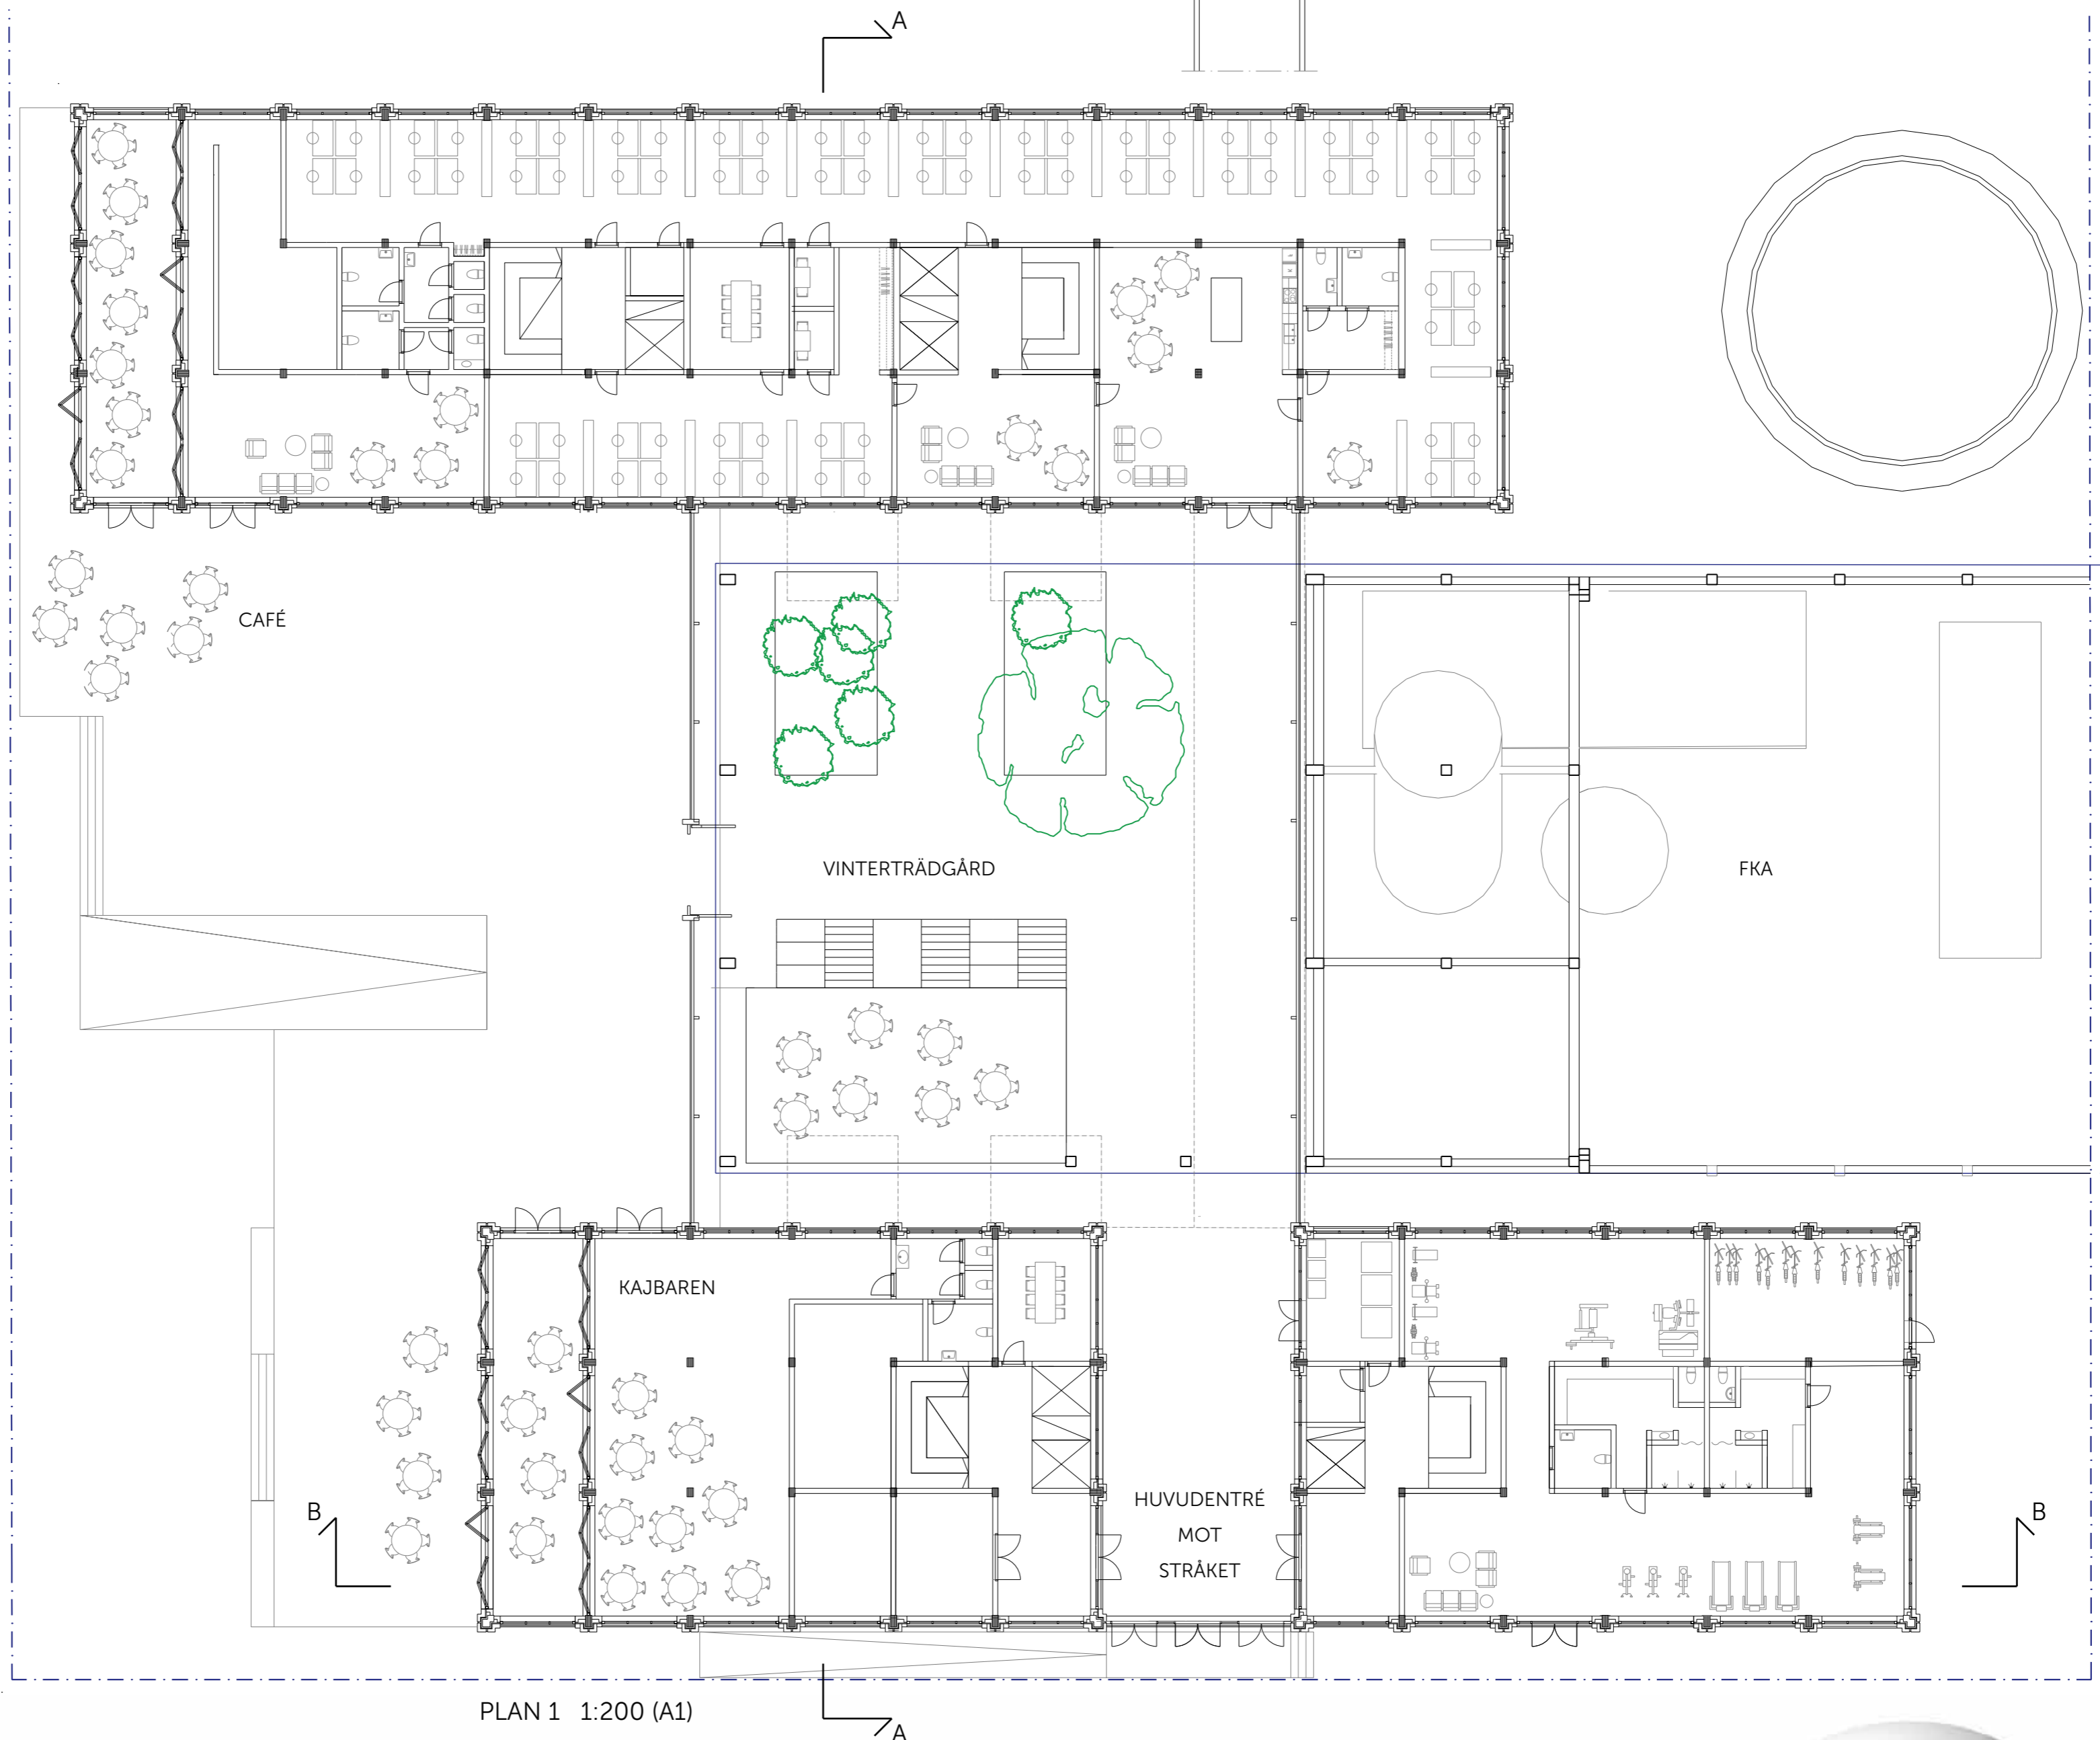 A
CAFÉ
VINTERTRÄDGÅRD
FKA
KAJBAREN
HUVUDENTRÉ
MOT
STRÅKET
B
B
PLAN 1 1:200 (A1)
A